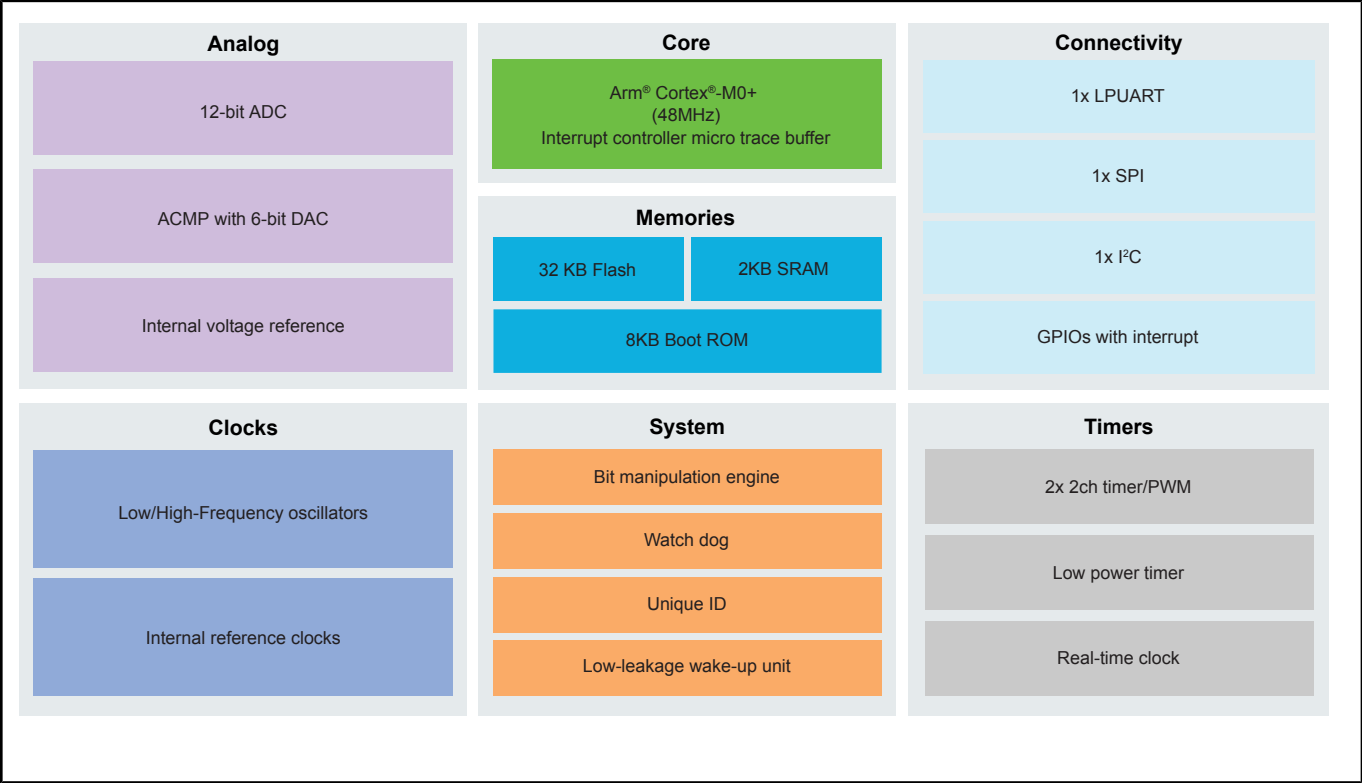 Analog
12-bit ADC
ACMP with 6-bit DAC
Internal voltage reference
Core
Arm® Cortex®-M0+
(48MHz)
Interrupt controller micro trace buffer
Memories
32 KB Flash
2KB SRAM
8KB Boot ROM
Connectivity
1x LPUART
1x SPI
1x I²C
GPIOs with interrupt
Clocks
Low/High-Frequency oscillators
Internal reference clocks
System
Bit manipulation engine
Watch dog
Unique ID
Low-leakage wake-up unit
Timers
2x 2ch timer/PWM
Low power timer
Real-time clock